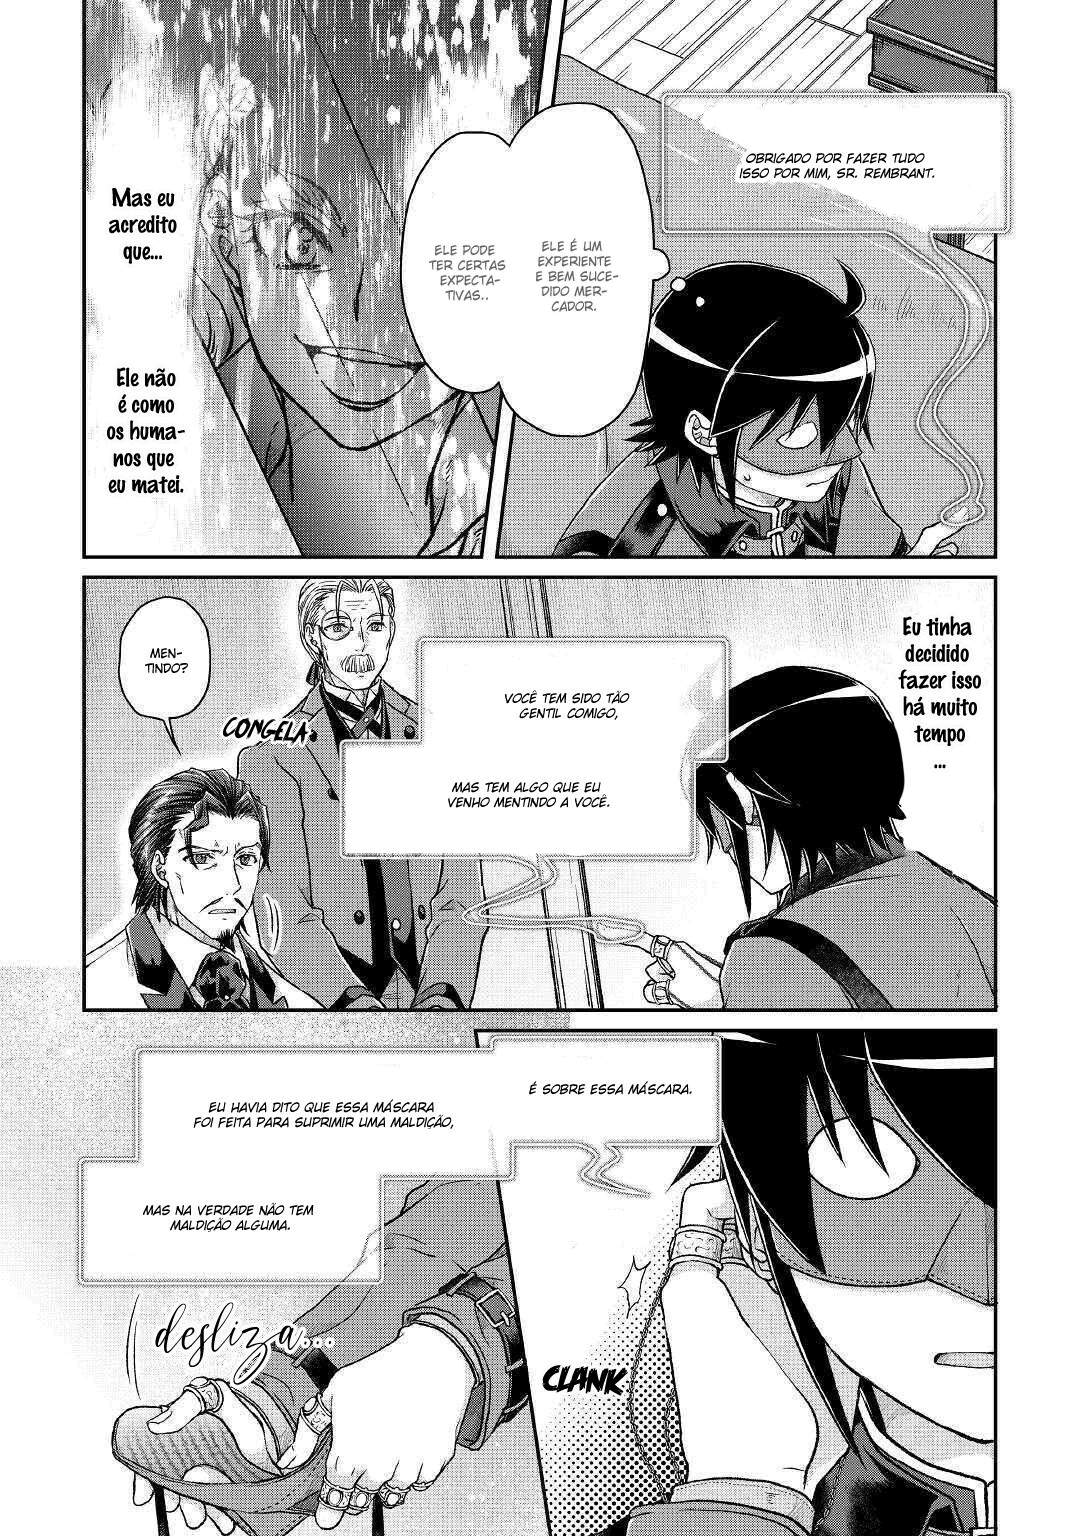 OBRIGADO POR FAZER TUDO
ISSO POR MIM, SR. REMBRANT.
ELE É UM
EXPERIENTE
E BEM SUCE-
DIDO MER-
CADOR.
ELE PODE
TER CERTAS
EXPECTA-
TIVAS..
Mas eu
acredito
que...
Ele não
é como
os huma-
nos que
eu matei.
Eu tinha
decidido
fazer isso
há muito
tempo
...
VOCÊ TEM SIDO TÃO
GENTIL COMIGO,
MAS TEM ALGO QUE EU
VENHO MENTINDO A VOCÊ.
CONGELA
MEN-
TINDO?
É SOBRE ESSA MÁSCARA.
EU HAVIA DITO QUE ESSA MÁSCARA
FOI FEITA PARA SUPRIMIR UMA MALDIÇÃO,
MAS NA VERDADE NÃO TEM
MALDIÇÃO ALGUMA.
CLANK
desliza...